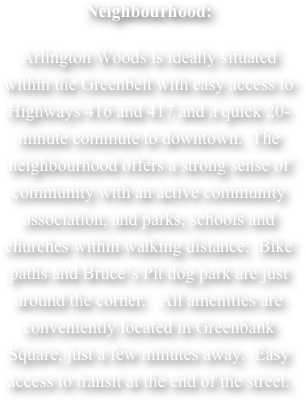 Neighbourhood:
Arlington Woods is ideally situated
within the Greenbelt with easy access to
Highways 416 and 417 and a quick 20-
minute commute to downtown.  The
neighbourhood offers a strong sense of
community with an active community
association, and parks, schools and
churches within walking distance.  Bike
paths and Bruce's Pit dog park are just
around the corner.   All amenities are
conveniently located in Greenbank
Square, just a few minutes away.  Easy
access to transit at the end of the street.